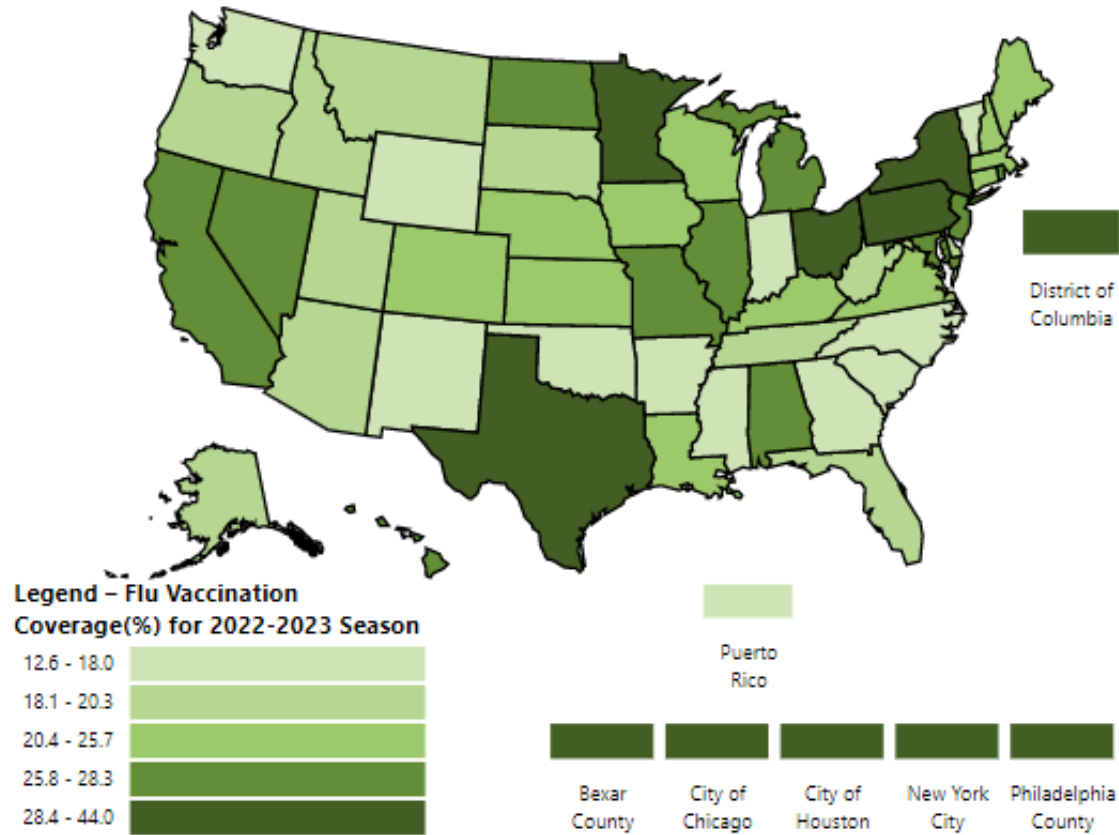 District of
Columbia
Legend – Flu Vaccination
Coverage(%) for 2022-2023 Season
12.6 - 18.0
18.1 - 20.3
20.4 - 25.7
25.8 - 28.3
28.4 - 44.0
Puerto
Rico
Bexar
County
City of
Chicago
City of
Houston
New York
City
Philadelphia
County